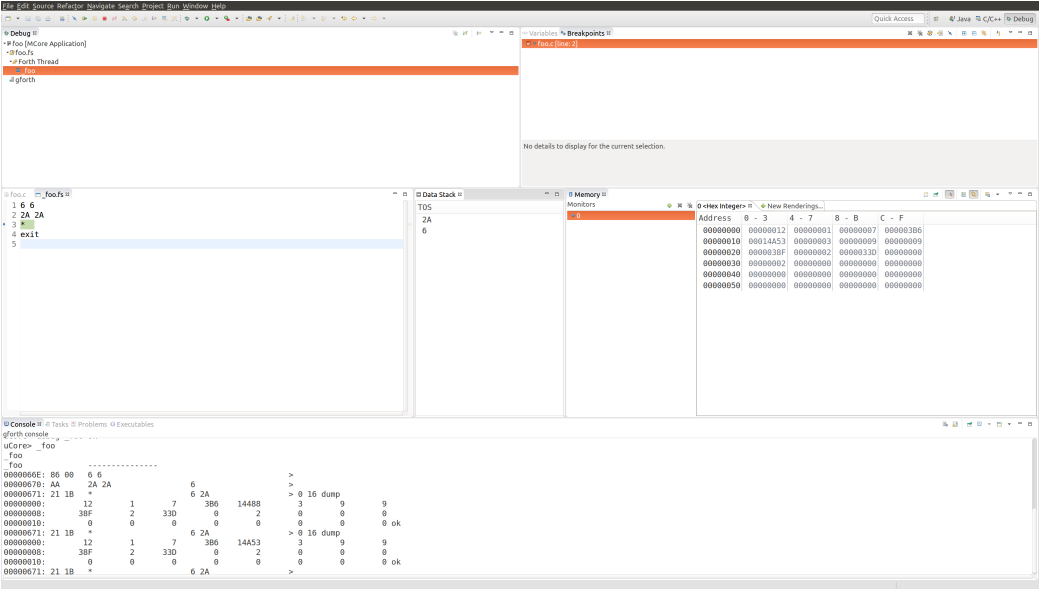 File Edit Source Refactor Navigate Search Project Run Window Help
Quick Access
Java C/C++ Debug
Debug
foo [MCore Application]
foo.fs
Forth Thread
_foo
gforth
Variables Breakpoints
foo.c [line: 2]
No details to display for the current selection.
foo.c _foo.fs
1 6 6
2 2A 2A
3 *
4 exit
5
Data Stack
TOS
2A
6
Memory
Monitors
0
0 <Hex Integer> New Renderings...
Address 0 - 3 4 - 7 8 - B C - F
00000000 00000012 00000001 00000007 000003B6
00000010 00014A53 00000003 00000009 00000009
00000020 0000038F 00000002 0000033D 00000000
00000030 00000002 00000000 00000000 00000000
00000040 00000000 00000000 00000000 00000000
00000050 00000000 00000000 00000000 00000000
Console Tasks Problems Executables
gforth console
uCore> _foo
_foo
_foo ---------------
0000066E: 86 00 6 6 >
00000670: AA 2A 2A 6 >
00000671: 21 1B * 6 2A > 0 16 dump
00000000: 12 1 7 3B6 14488 3 9 9
00000008: 38F 2 33D 0 2 0 0 0
00000010: 0 0 0 0 0 0 0 0 ok
00000671: 21 1B * 6 2A > 0 16 dump
00000000: 12 1 7 3B6 14A53 3 9 9
00000008: 38F 2 33D 0 2 0 0 0
00000010: 0 0 0 0 0 0 0 0 ok
00000671: 21 1B * 6 2A >